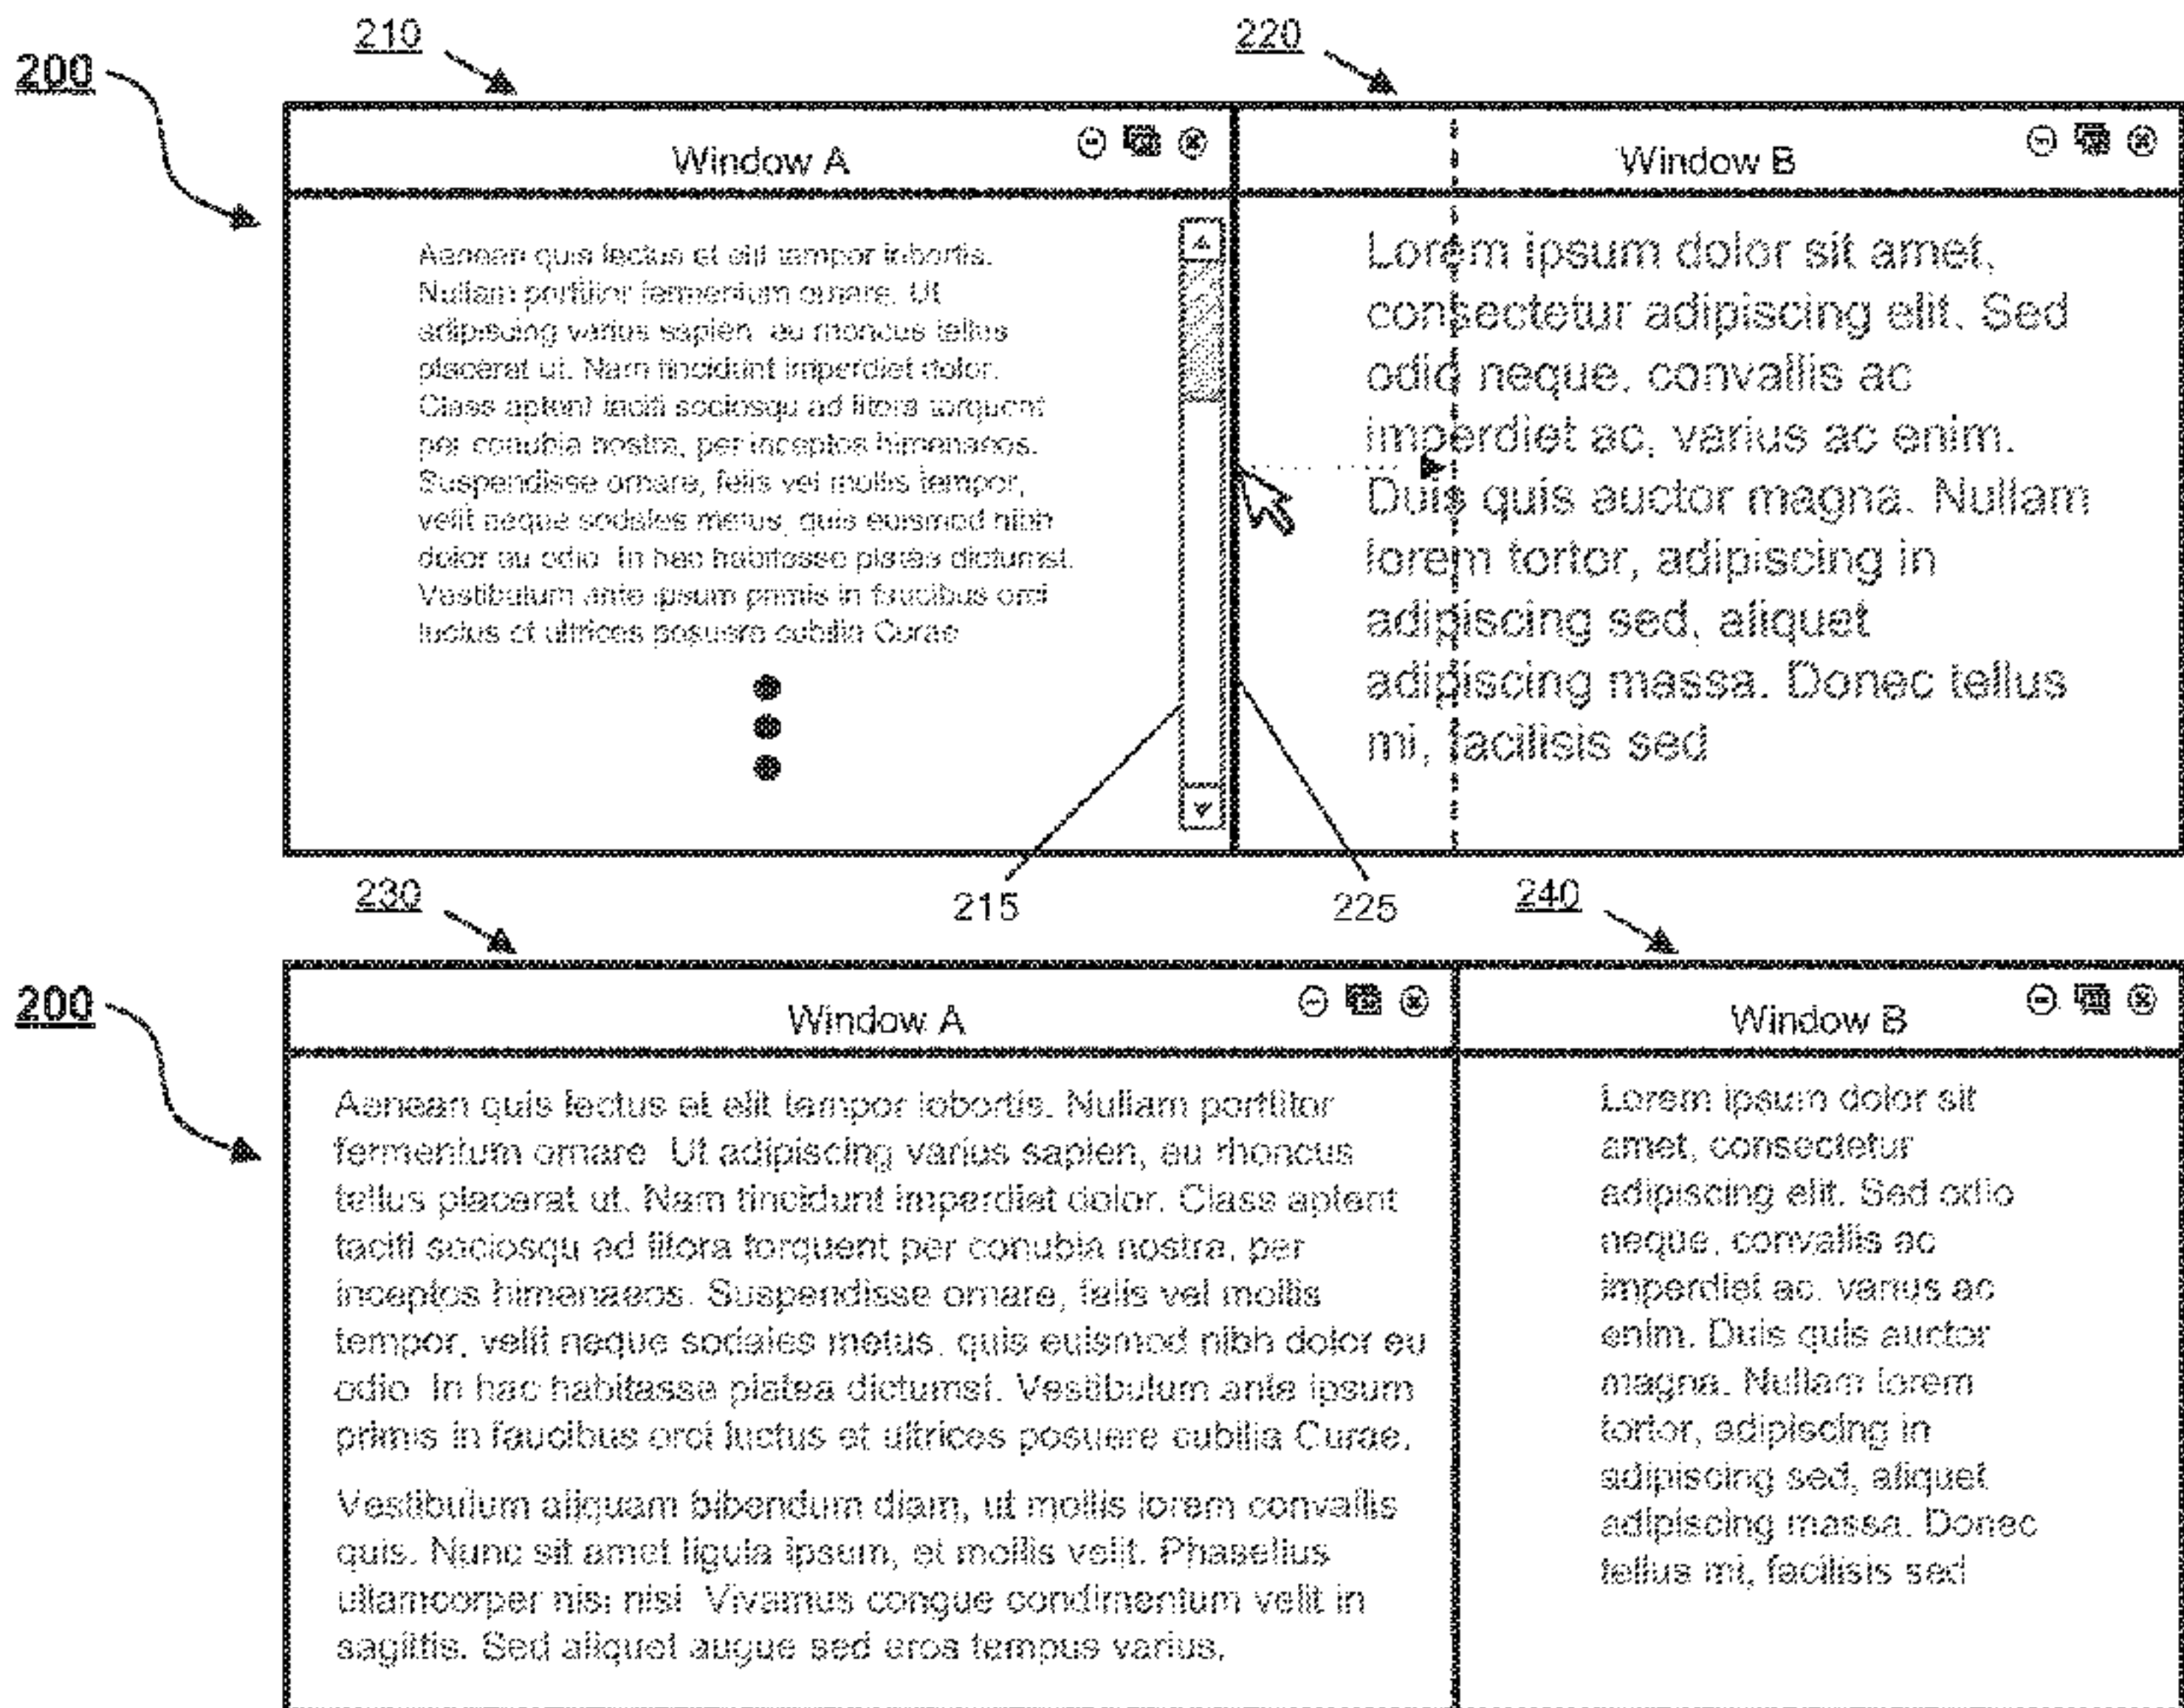 210
220
200
Window A
Window B
Aenean quis lectus et elit tempor lobortis.
Nullam porttitor fermentum ornare. Ut
adipiscing varius sapien, eu rhoncus tellus
placerat ut. Nam tincidunt imperdiet dolor.
Class aptent taciti sociosqu ad litora torquent
per conubia nostra, per inceptos himenaeos.
Suspendisse ornare, felis vel mollis tempor,
velit neque sodales metus, quis euismod nibh
dolor eu odio. In hac habitasse platea dictumst.
Vestibulum ante ipsum primis in faucibus orci
luctus et ultrices posuere cubilia Curae
Lorem ipsum dolor sit amet,
consectetur adipiscing elit. Sed
odio neque, convallis ac
imperdiet ac, varius ac enim.
Duis quis auctor magna. Nullam
lorem tortor, adipiscing in
adipiscing sed, aliquet
adipiscing massa. Donec tellus
mi, facilisis sed
215
225
230
240
200
Window A
Window B
Aenean quis lectus et elit tempor lobortis. Nullam porttitor
fermentum ornare. Ut adipiscing varius sapien, eu rhoncus
tellus placerat ut. Nam tincidunt imperdiet dolor. Class aptent
taciti sociosqu ad litora torquent per conubia nostra, per
inceptos himenaeos. Suspendisse ornare, felis vel mollis
tempor, velit neque sodales metus, quis euismod nibh dolor eu
odio. In hac habitasse platea dictumst. Vestibulum ante ipsum
primis in faucibus orci luctus et ultrices posuere cubilia Curae.
Vestibulum aliquam bibendum diam, ut mollis lorem convallis
quis. Nunc sit amet ligula ipsum, et mollis velit. Phasellus
ullamcorper nisi nisl. Vivamus congue condimentum velit in
sagittis. Sed aliquet augue sed eros tempus varius.
Lorem ipsum dolor sit
amet, consectetur
adipiscing elit. Sed odio
neque, convallis ac
imperdiet ac, varius ac
enim. Duis quis auctor
magna. Nullam lorem
tortor, adipiscing in
adipiscing sed, aliquet
adipiscing massa. Donec
tellus mi, facilisis sed